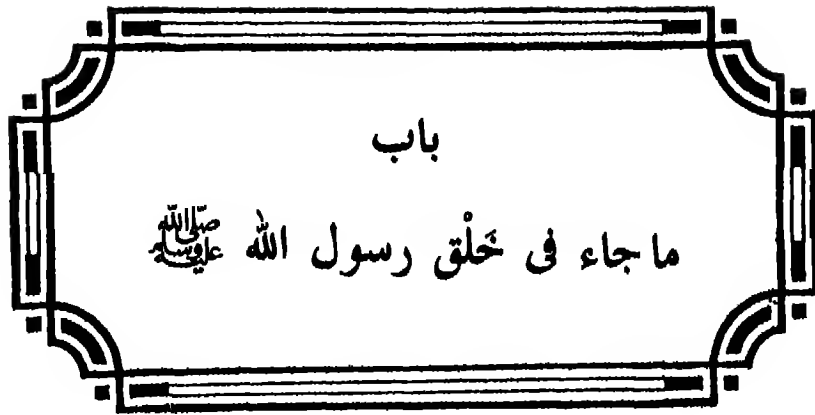 باب
ما جاء فى خَلْق رسول الله ﷺ